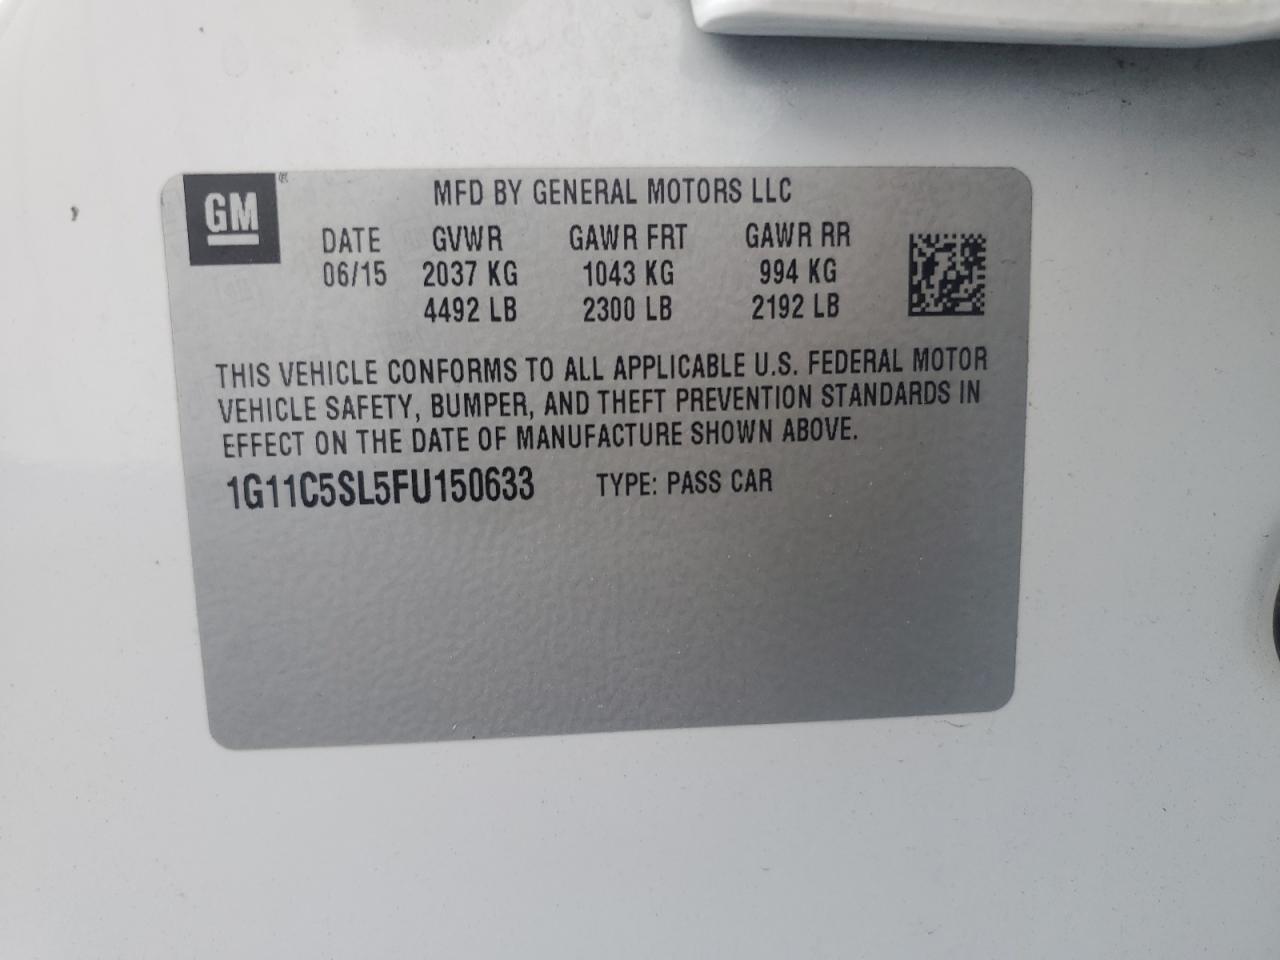 GM®
MFD BY GENERAL MOTORS LLC
DATE GVWR GAWR FRT GAWR RR
06/15 2037 KG 1043 KG 994 KG
4492 LB 2300 LB 2192 LB
THIS VEHICLE CONFORMS TO ALL APPLICABLE U.S. FEDERAL MOTOR
VEHICLE SAFETY, BUMPER, AND THEFT PREVENTION STANDARDS IN
EFFECT ON THE DATE OF MANUFACTURE SHOWN ABOVE.
1G11C5SL5FU150633 TYPE: PASS CAR